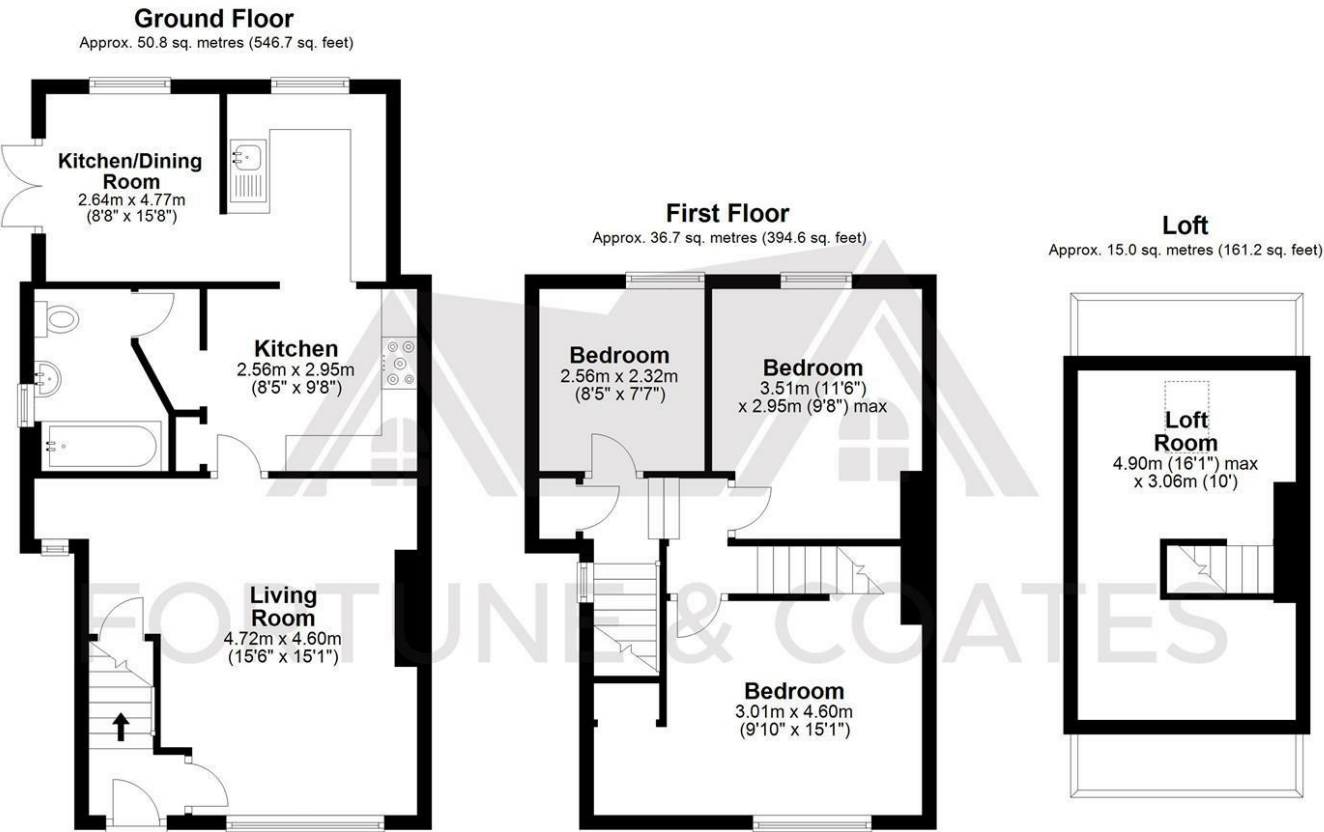 Ground Floor
Approx. 50.8 sq. metres (546.7 sq. feet)
Kitchen/Dining
Room
2.64m x 4.77m
(8'8" x 15'8")
Kitchen
2.56m x 2.95m
(8'5" x 9'8")
Living
Room
4.72m x 4.60m
(15'6" x 15'1")
First Floor
Approx. 36.7 sq. metres (394.6 sq. feet)
Bedroom
2.56m x 2.32m
(8'5" x 7'7")
Bedroom
3.51m (11'6")
x 2.95m (9'8") max
Bedroom
3.01m x 4.60m
(9'10" x 15'1")
Loft
Approx. 15.0 sq. metres (161.2 sq. feet)
Loft
Room
4.90m (16'1") max
x 3.06m (10')
FORTUNE & COATES